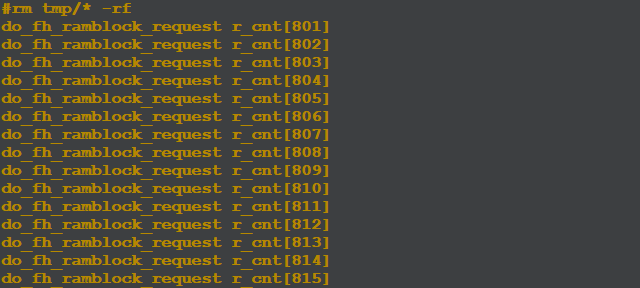 #rm tmp/* -rf
do_fh_ramblock_request r_cnt[801]
do_fh_ramblock_request r_cnt[802]
do_fh_ramblock_request r_cnt[803]
do_fh_ramblock_request r_cnt[804]
do_fh_ramblock_request r_cnt[805]
do_fh_ramblock_request r_cnt[806]
do_fh_ramblock_request r_cnt[807]
do_fh_ramblock_request r_cnt[808]
do_fh_ramblock_request r_cnt[809]
do_fh_ramblock_request r_cnt[810]
do_fh_ramblock_request r_cnt[811]
do_fh_ramblock_request r_cnt[812]
do_fh_ramblock_request r_cnt[813]
do_fh_ramblock_request r_cnt[814]
do_fh_ramblock_request r_cnt[815]